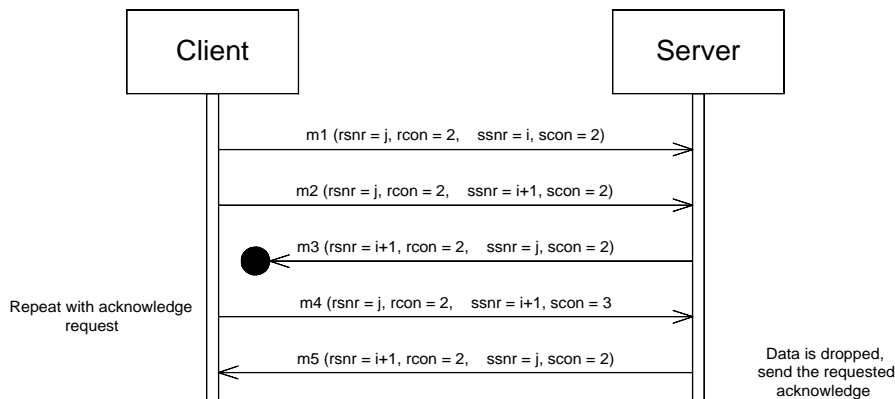 Client
Server
m1 (rsnr = j, rcon = 2, ssnr = i, scon = 2)
m2 (rsnr = j, rcon = 2, ssnr = i+1, scon = 2)
m3 (rsnr = i+1, rcon = 2, ssnr = j, scon = 2)
Repeat with acknowledge
request
m4 (rsnr = j, rcon = 2, ssnr = i+1, scon = 3
m5 (rsnr = i+1, rcon = 2, ssnr = j, scon = 2)
Data is dropped,
send the requested
acknowledge